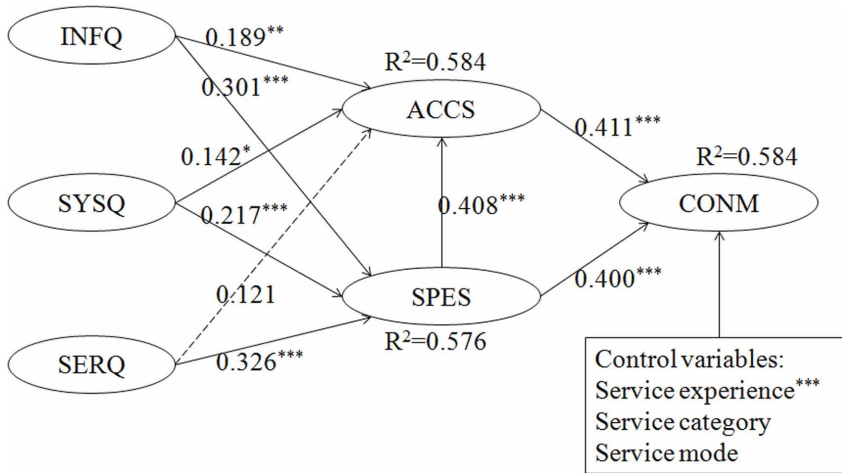 INFQ
0.189**
R²=0.584
0.301***
ACCS
0.411***
0.142*
R²=0.584
SYSQ
0.217***
0.408***
CONM
0.121
SPES
0.400***
SERQ
0.326***
R²=0.576
Control variables:
Service experience***
Service category
Service mode